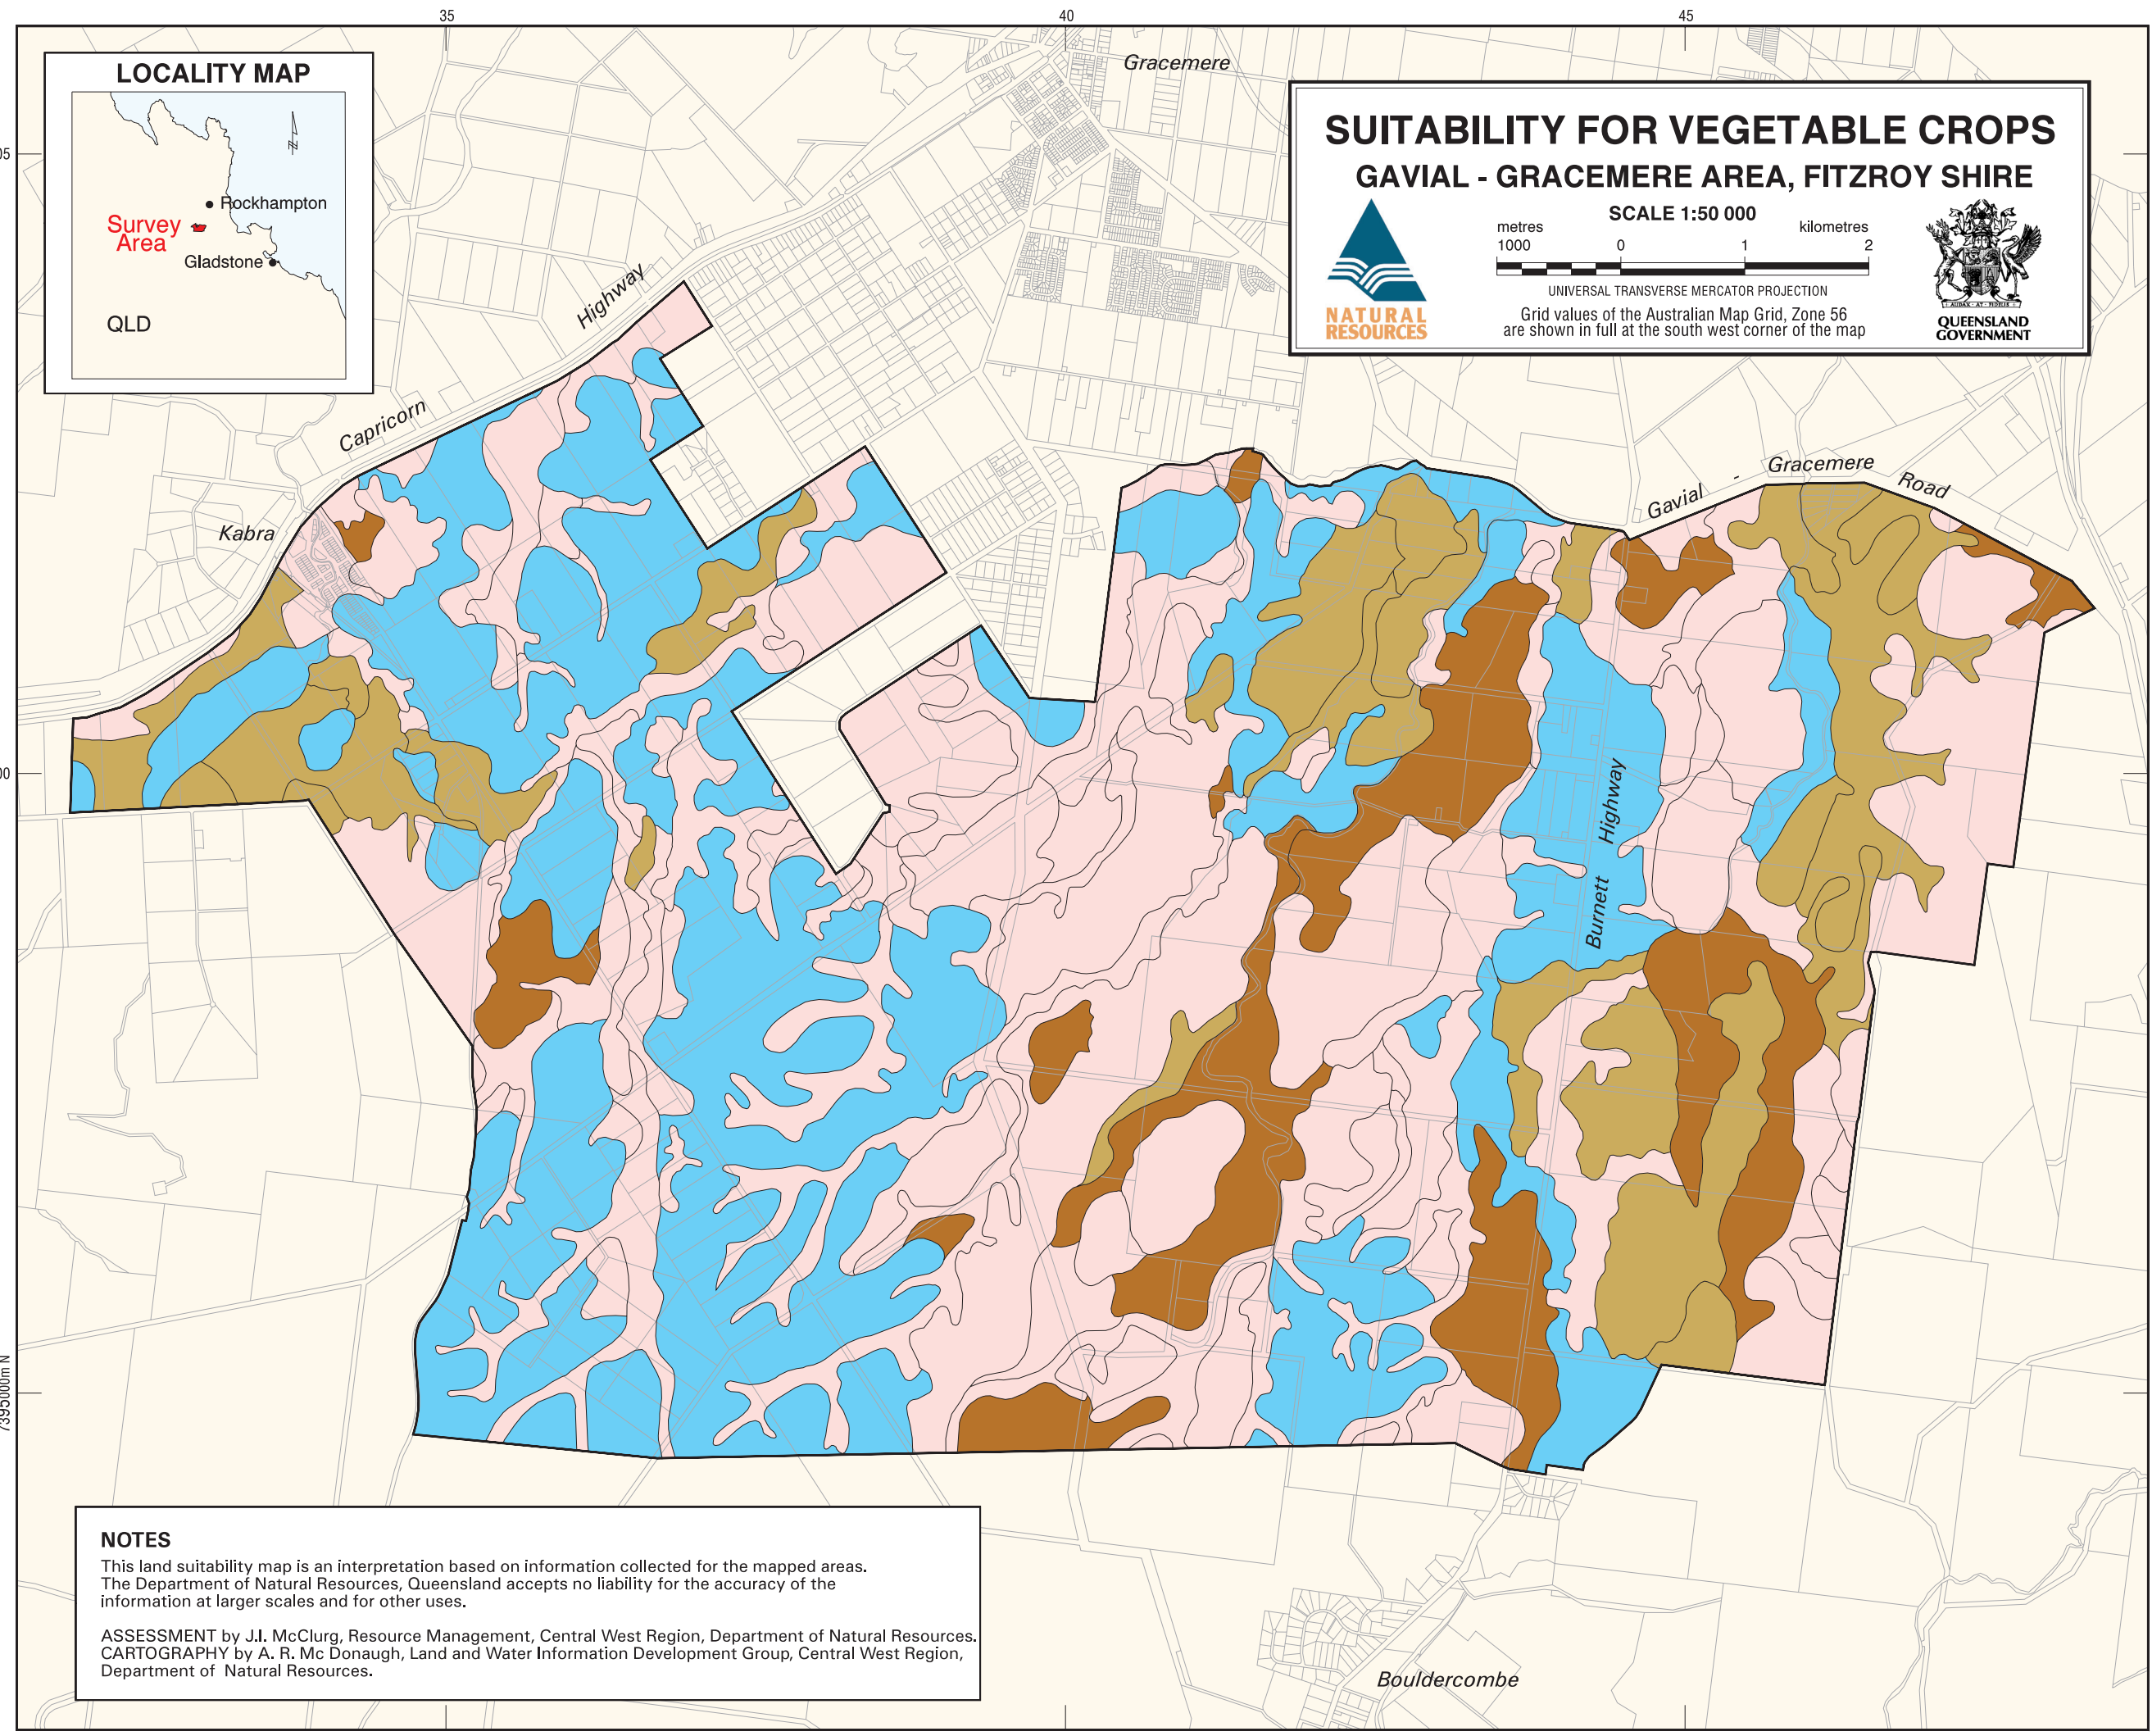 35
40
45
Gracemere
LOCALITY MAP
Rockhampton
Survey
Area
Gladstone
QLD
SUITABILITY FOR VEGETABLE CROPS
GAVIAL - GRACEMERE AREA, FITZROY SHIRE
SCALE 1:50 000
metres
kilometres
1000
0
1
2
UNIVERSAL TRANSVERSE MERCATOR PROJECTION
Grid values of the Australian Map Grid, Zone 56
are shown in full at the south west corner of the map
NATURAL
RESOURCES
AUDAX · AT · FIDELIS
QUEENSLAND
GOVERNMENT
Capricorn
Highway
Kabra
Gavial - Gracemere Road
Burnett Highway
7395000m N
NOTES
This land suitability map is an interpretation based on information collected for the mapped areas.
The Department of Natural Resources, Queensland accepts no liability for the accuracy of the
information at larger scales and for other uses.
ASSESSMENT by J.I. McClurg, Resource Management, Central West Region, Department of Natural Resources.
CARTOGRAPHY by A. R. Mc Donaugh, Land and Water Information Development Group, Central West Region,
Department of Natural Resources.
Bouldercombe